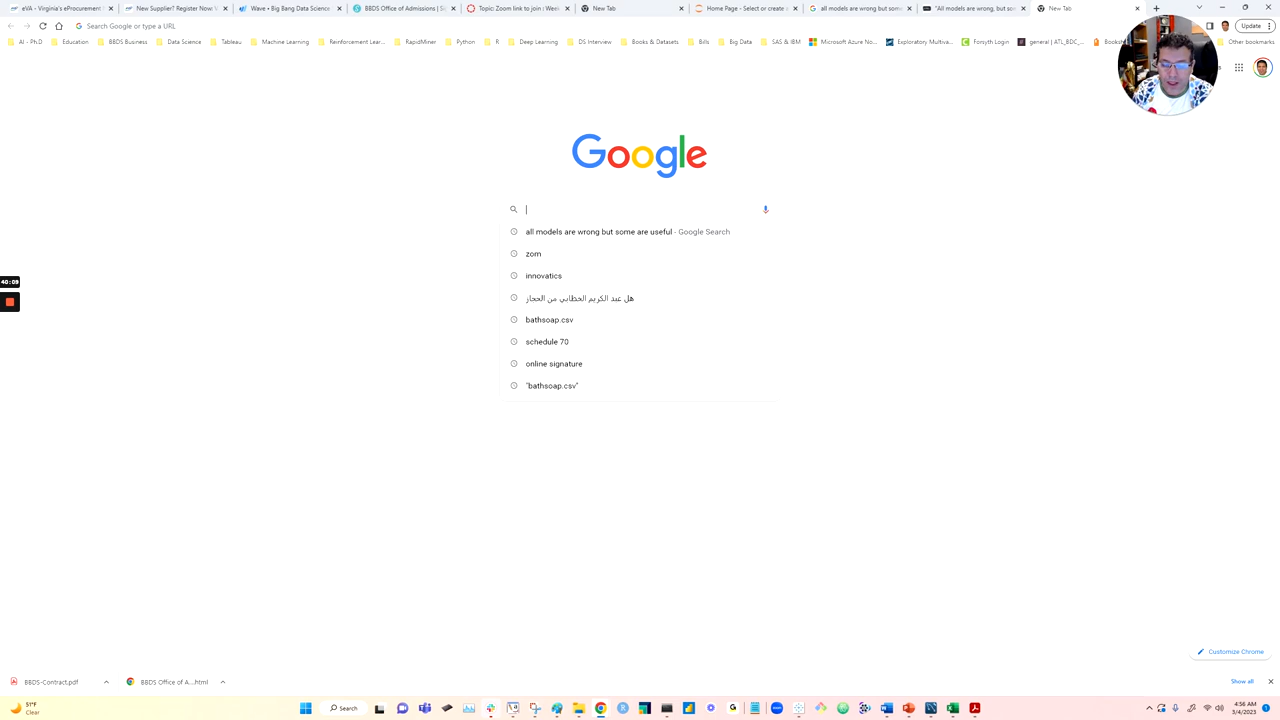 eVA - Virginia's eProcurement
New Supplier? Register Now: V
Wave • Big Bang Data Science
BBDS Office of Admissions | Si
Topic: Zoom link to join : Week
New Tab
Home Page - Select or create a
all models are wrong but some
"All models are wrong, but som
New Tab
Search Google or type a URL
Update
AI - Ph.D
Education
BBDS Business
Data Science
Tableau
Machine Learning
Reinforcement Lear...
RapidMiner
Python
R
Deep Learning
DS Interview
Books & Datasets
Bills
Big Data
SAS & IBM
Microsoft Azure No...
Exploratory Multiva...
Forsyth Login
general | ATL_BDC_...
Other bookmarks
Google
all models are wrong but some are useful - Google Search
zom
innovatics
هل عبد الكريم الخطابي من الحجاز
bathsoap.csv
schedule 70
online signature
"bathsoap.csv"
40:09
Customize Chrome
BBDS-Contract.pdf
BBDS Office of A....html
Show all
51°F
Clear
Search
4:56 AM
3/4/2023